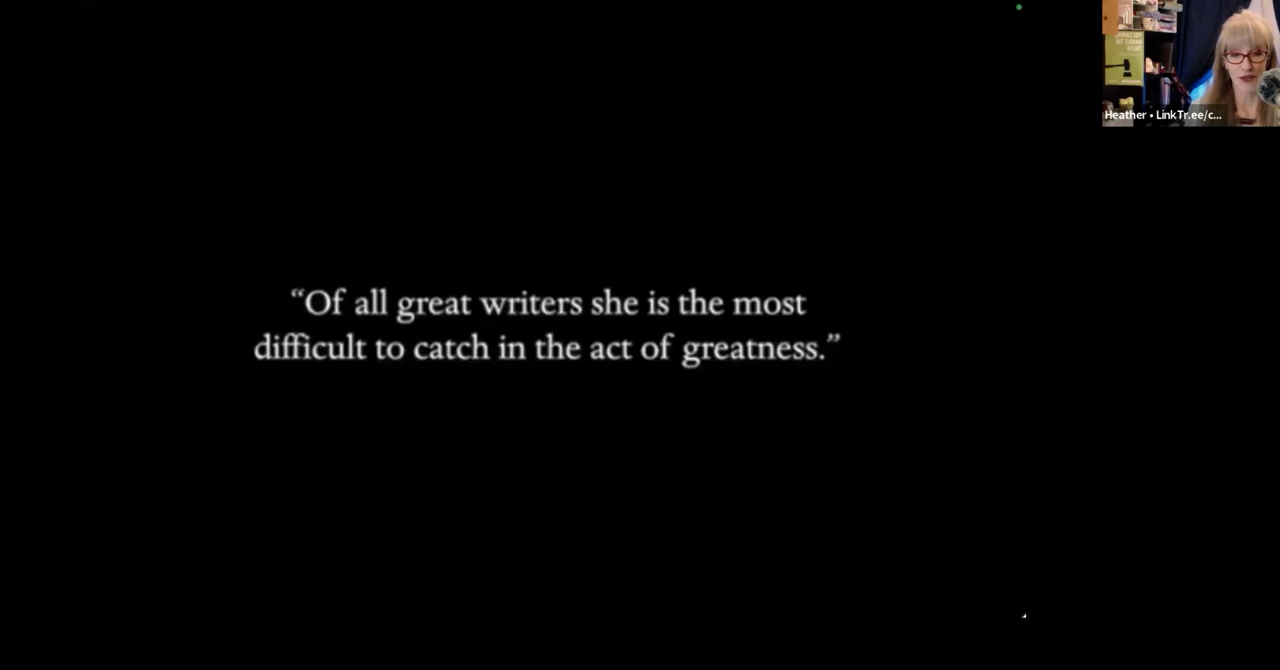 “Of all great writers she is the most
difficult to catch in the act of greatness.”
Heather • LinkTr.ee/c...